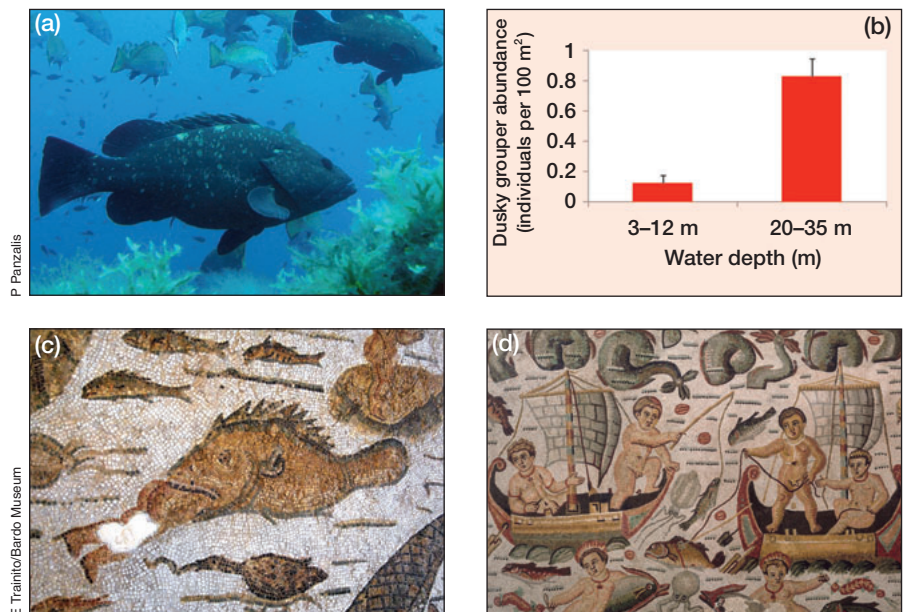 (a)
P Panzalis
(b)
Dusky grouper abundance
(individuals per 100 m²)
1
0.8
0.6
0.4
0.2
0
3–12 m
20–35 m
Water depth (m)
(c)
E Trainito/Bardo Museum
(d)